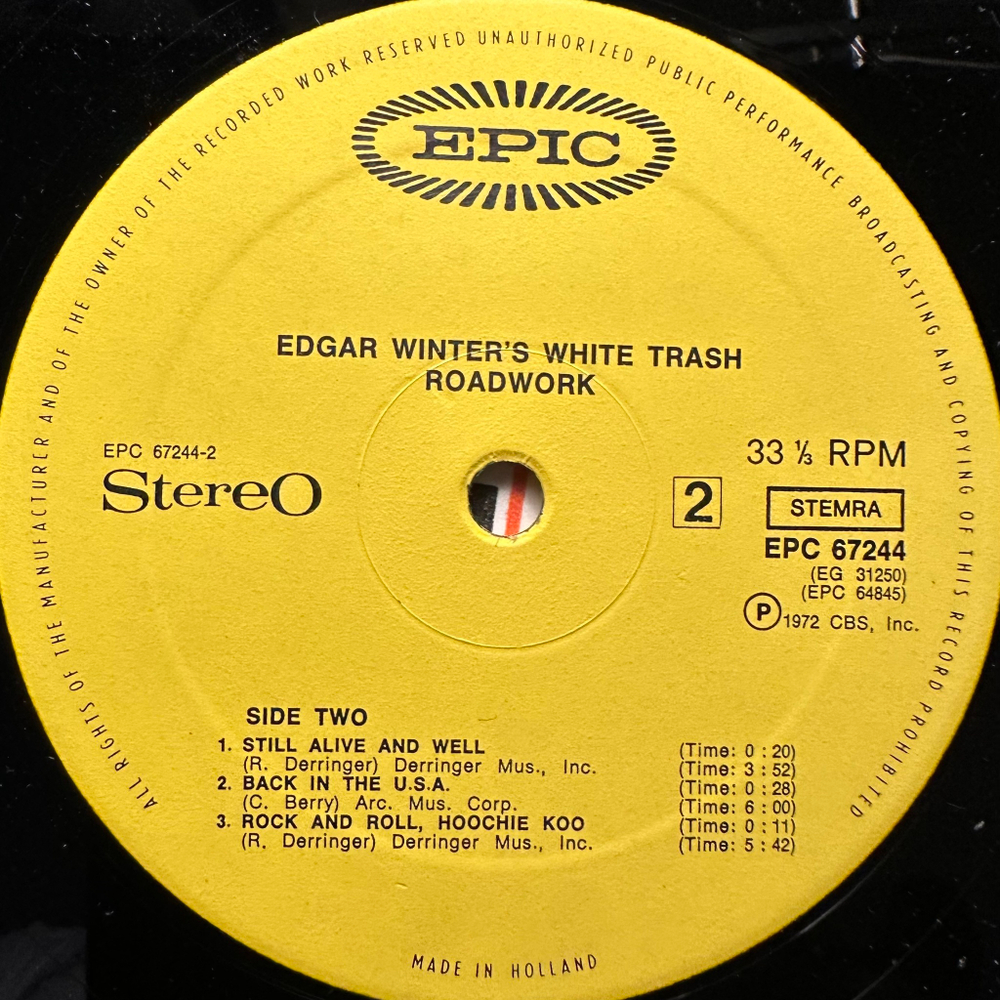 ALL RIGHTS OF THE MANUFACTURER AND OF THE OWNER OF THE RECORDED WORK RESERVED UNAUTHORIZED PUBLIC PERFORMANCE BROADCASTING AND COPYING OF THIS RECORD PROHIBITED
EPIC
EDGAR WINTER'S WHITE TRASH
ROADWORK
EPC 67244-2
Stereo
33 ⅓ RPM
2
STEMRA
EPC 67244
(EG 31250)
(EPC 64845)
Ⓟ 1972 CBS, Inc.
SIDE TWO
1. STILL ALIVE AND WELL (Time: 0 : 20)
(R. Derringer) Derringer Mus., Inc. (Time: 3 : 52)
2. BACK IN THE U.S.A. (Time: 0 : 28)
(C. Berry) Arc. Mus. Corp. (Time: 6 : 00)
3. ROCK AND ROLL, HOOCHIE KOO (Time: 0 : 11)
(R. Derringer) Derringer Mus., Inc. (Time: 5 : 42)
MADE IN HOLLAND